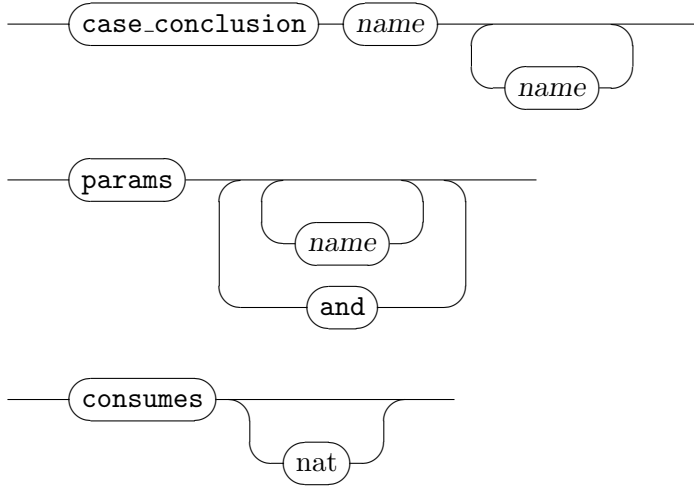 case_conclusion name
name
params
name
and
consumes
nat